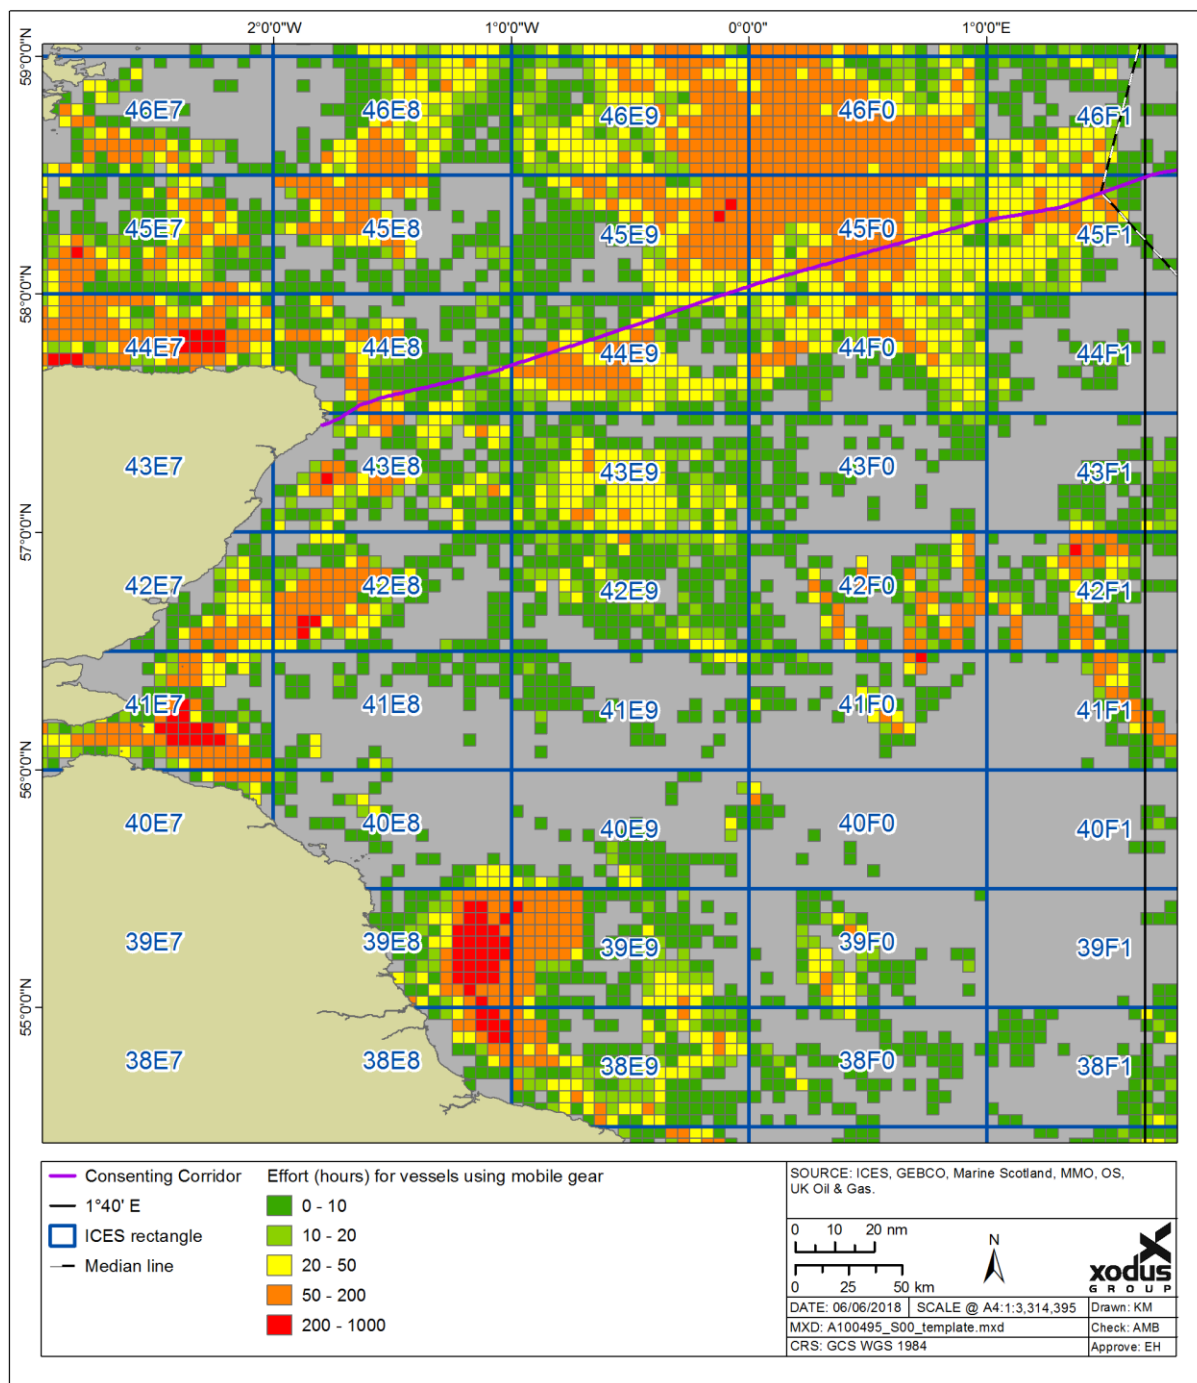 2°0'0"W 1°0'0"W 0°0'0" 1°0'0"E
59°0'0"N
46E7 46E8 46E9 46F0 46F1
45E7 45E8 45E9 45F0 45F1
58°0'0"N
44E7 44E8 44E9 44F0 44F1
43E7 43E8 43E9 43F0 43F1
57°0'0"N
42E7 42E8 42E9 42F0 42F1
41E7 41E8 41E9 41F0 41F1
56°0'0"N
40E7 40E8 40E9 40F0 40F1
39E7 39E8 39E9 39F0 39F1
55°0'0"N
38E7 38E8 38E9 38F0 38F1
Consenting Corridor
1°40' E
ICES rectangle
Median line
Effort (hours) for vessels using mobile gear
0 - 10
10 - 20
20 - 50
50 - 200
200 - 1000
SOURCE: ICES, GEBCO, Marine Scotland, MMO, OS,
UK Oil & Gas.
0 10 20 nm
0 25 50 km
N
xodus
GROUP
DATE: 06/06/2018 SCALE @ A4:1:3,314,395 Drawn: KM
MXD: A100495_S00_template.mxd Check: AMB
CRS: GCS WGS 1984 Approve: EH